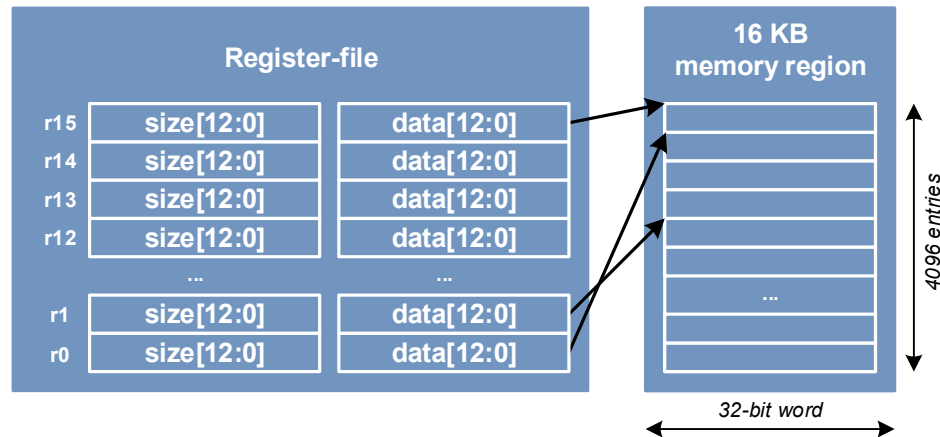 Register-file
r15 size[12:0] data[12:0]
r14 size[12:0] data[12:0]
r13 size[12:0] data[12:0]
r12 size[12:0] data[12:0]
... ...
r1 size[12:0] data[12:0]
r0 size[12:0] data[12:0]
16 KB
memory region
...
4096 entries
32-bit word